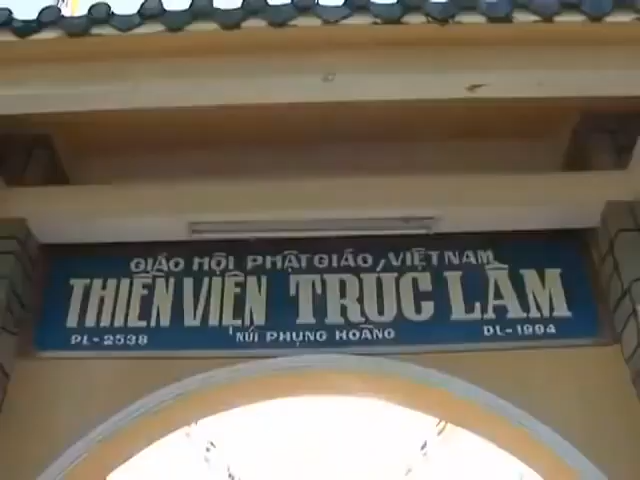 GIÁO HỘI PHẬT GIÁO VIỆT NAM
THIỀN VIỆN TRÚC LÂM
PL-2538 NÚI PHỤNG HOÀNG DL-1994